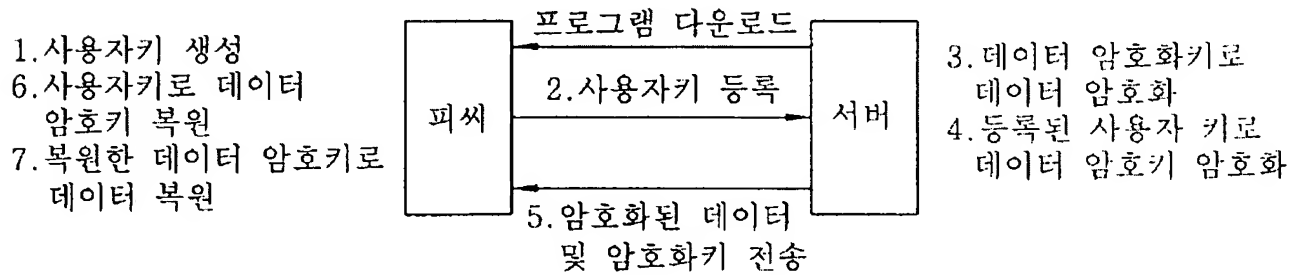 프로그램 다운로드
1.사용자키 생성
6.사용자키로 데이터
암호키 복원
7.복원한 데이터 암호키로
데이터 복원
피씨
2.사용자키 등록
서버
3.데이터 암호화키로
데이터 암호화
4.등록된 사용자 키로
데이터 암호키 암호화
5.암호화된 데이터
및 암호화키 전송